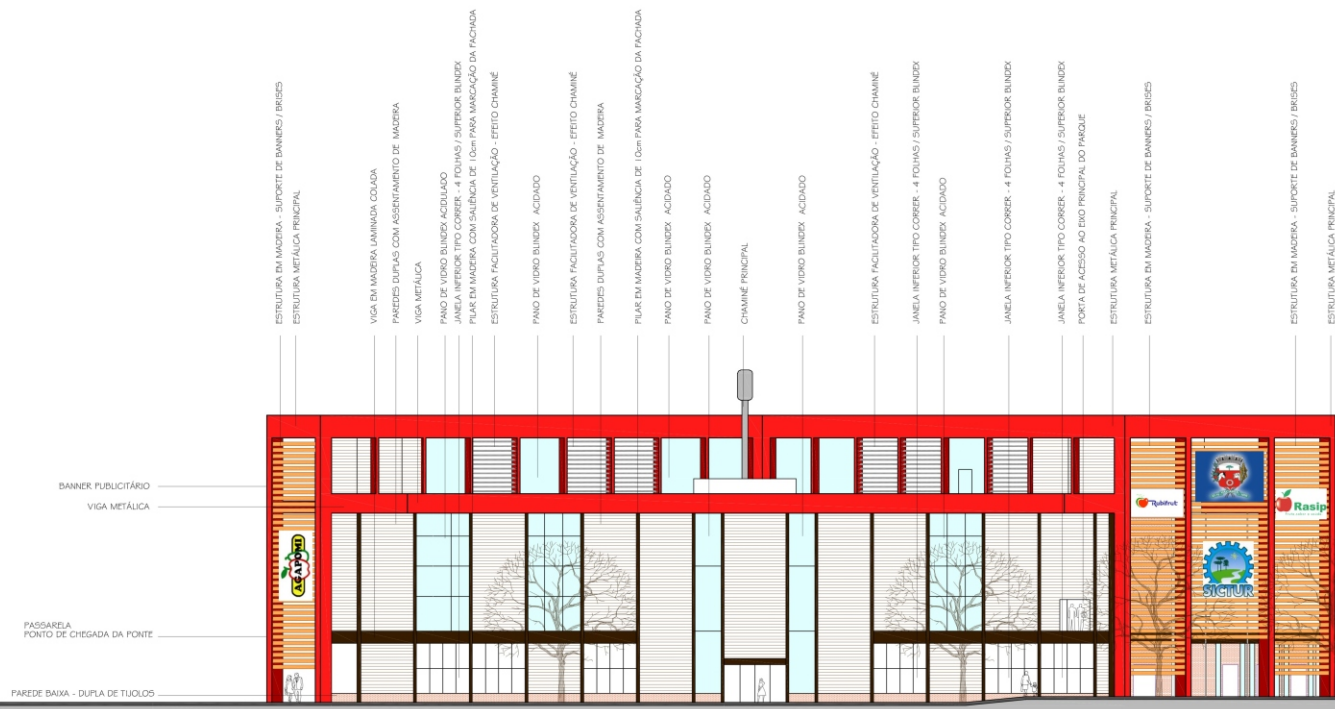 ESTRUTURA EM MADEIRA - SUPORTE DE BANNERS / BRISES
ESTRUTURA METÁLICA PRINCIPAL
VIGA EM MADEIRA LAMINADA COLADA
PAREDES DUPLAS COM ASSENTAMENTO DE MADEIRA
VIGA METÁLICA
PANO DE VIDRO BLINDEX ACIDULADO
JANELA INFERIOR TIPO CORRER - 4 FOLHAS / SUPERIOR BLINDEX
PILAR EM MADEIRA COM SALIÊNCIA DE 10cm PARA MARCAÇÃO DA FACHADA
ESTRUTURA FACILITADORA DE VENTILAÇÃO - EFEITO CHAMINÉ
PANO DE VIDRO BLINDEX ACIDADO
ESTRUTURA FACILITADORA DE VENTILAÇÃO - EFEITO CHAMINÉ
PAREDES DUPLAS COM ASSENTAMENTO DE MADEIRA
PILAR EM MADEIRA COM SALIÊNCIA DE 10cm PARA MARCAÇÃO DA FACHADA
PANO DE VIDRO BLINDEX ACIDADO
PANO DE VIDRO BLINDEX ACIDADO
CHAMINÉ PRINCIPAL
PANO DE VIDRO BLINDEX ACIDADO
ESTRUTURA FACILITADORA DE VENTILAÇÃO - EFEITO CHAMINÉ
JANELA INFERIOR TIPO CORRER - 4 FOLHAS / SUPERIOR BLINDEX
PANO DE VIDRO BLINDEX ACIDADO
JANELA INFERIOR TIPO CORRER - 4 FOLHAS / SUPERIOR BLINDEX
JANELA INFERIOR TIPO CORRER - 4 FOLHAS / SUPERIOR BLINDEX
PORTA DE ACESSO AO EIXO PRINCIPAL DO PARQUE
ESTRUTURA METÁLICA PRINCIPAL
ESTRUTURA EM MADEIRA - SUPORTE DE BANNERS / BRISES
ESTRUTURA EM MADEIRA - SUPORTE DE BANNERS / BRISES
ESTRUTURA METÁLICA PRINCIPAL
BANNER PUBLICITÁRIO
VIGA METÁLICA
PASSARELA
PONTO DE CHEGADA DA PONTE
PAREDE BAIXA - DUPLA DE TIJOLOS
AGAPOMI
Rubifrut
Rasip
SICTUR